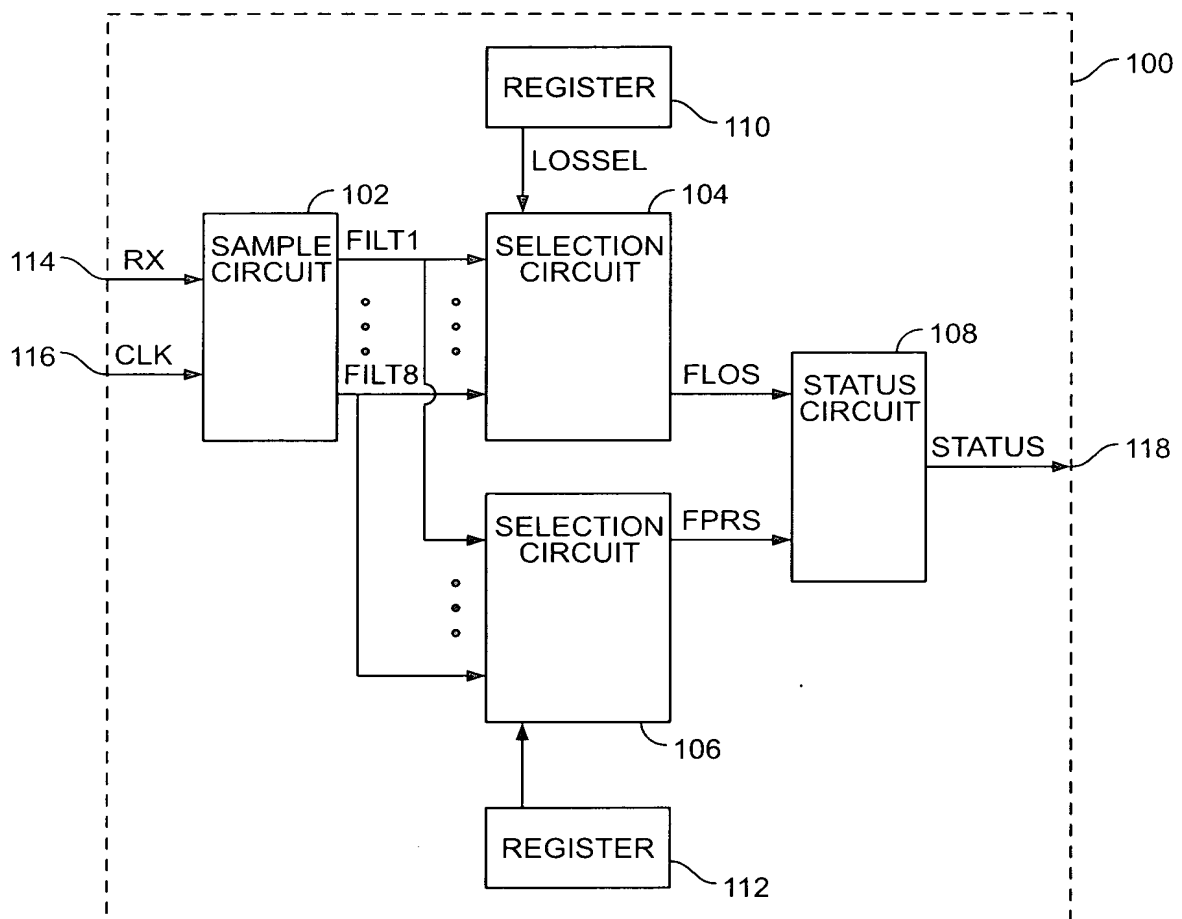 REGISTER
100
110
LOSSEL
102
104
114
RX
SAMPLE
CIRCUIT
FILT1
SELECTION
CIRCUIT
116
CLK
FILT8
FLOS
108
STATUS
CIRCUIT
STATUS
118
SELECTION
CIRCUIT
FPRS
106
REGISTER
112